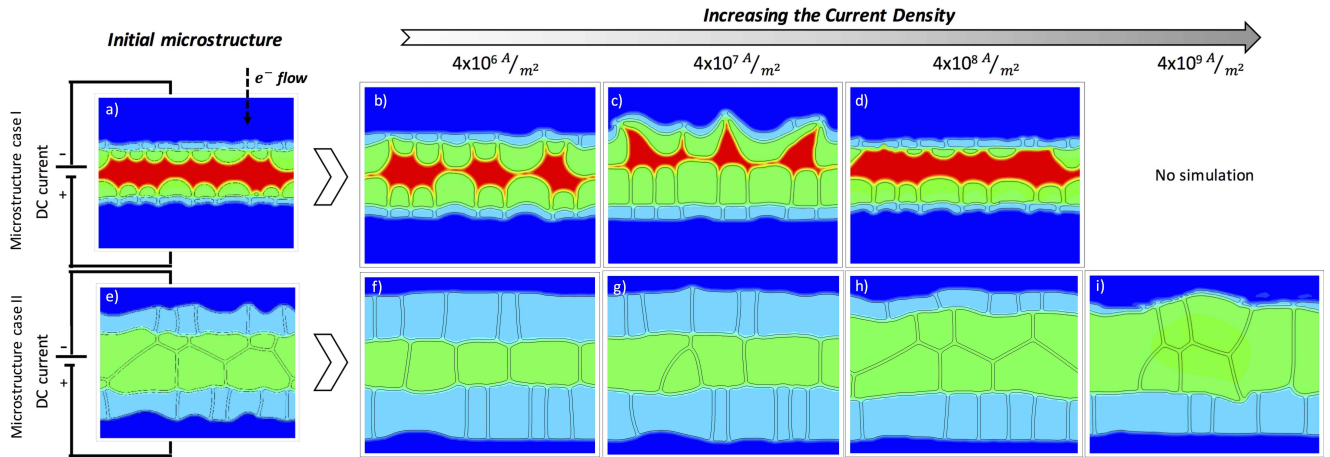 Increasing the Current Density
Initial microstructure
4x10⁶ A/m²
4x10⁷ A/m²
4x10⁸ A/m²
4x10⁹ A/m²
e⁻ flow
Microstructure case I
DC current
-
+
a)
b)
c)
d)
No simulation
Microstructure case II
DC current
-
+
e)
f)
g)
h)
i)